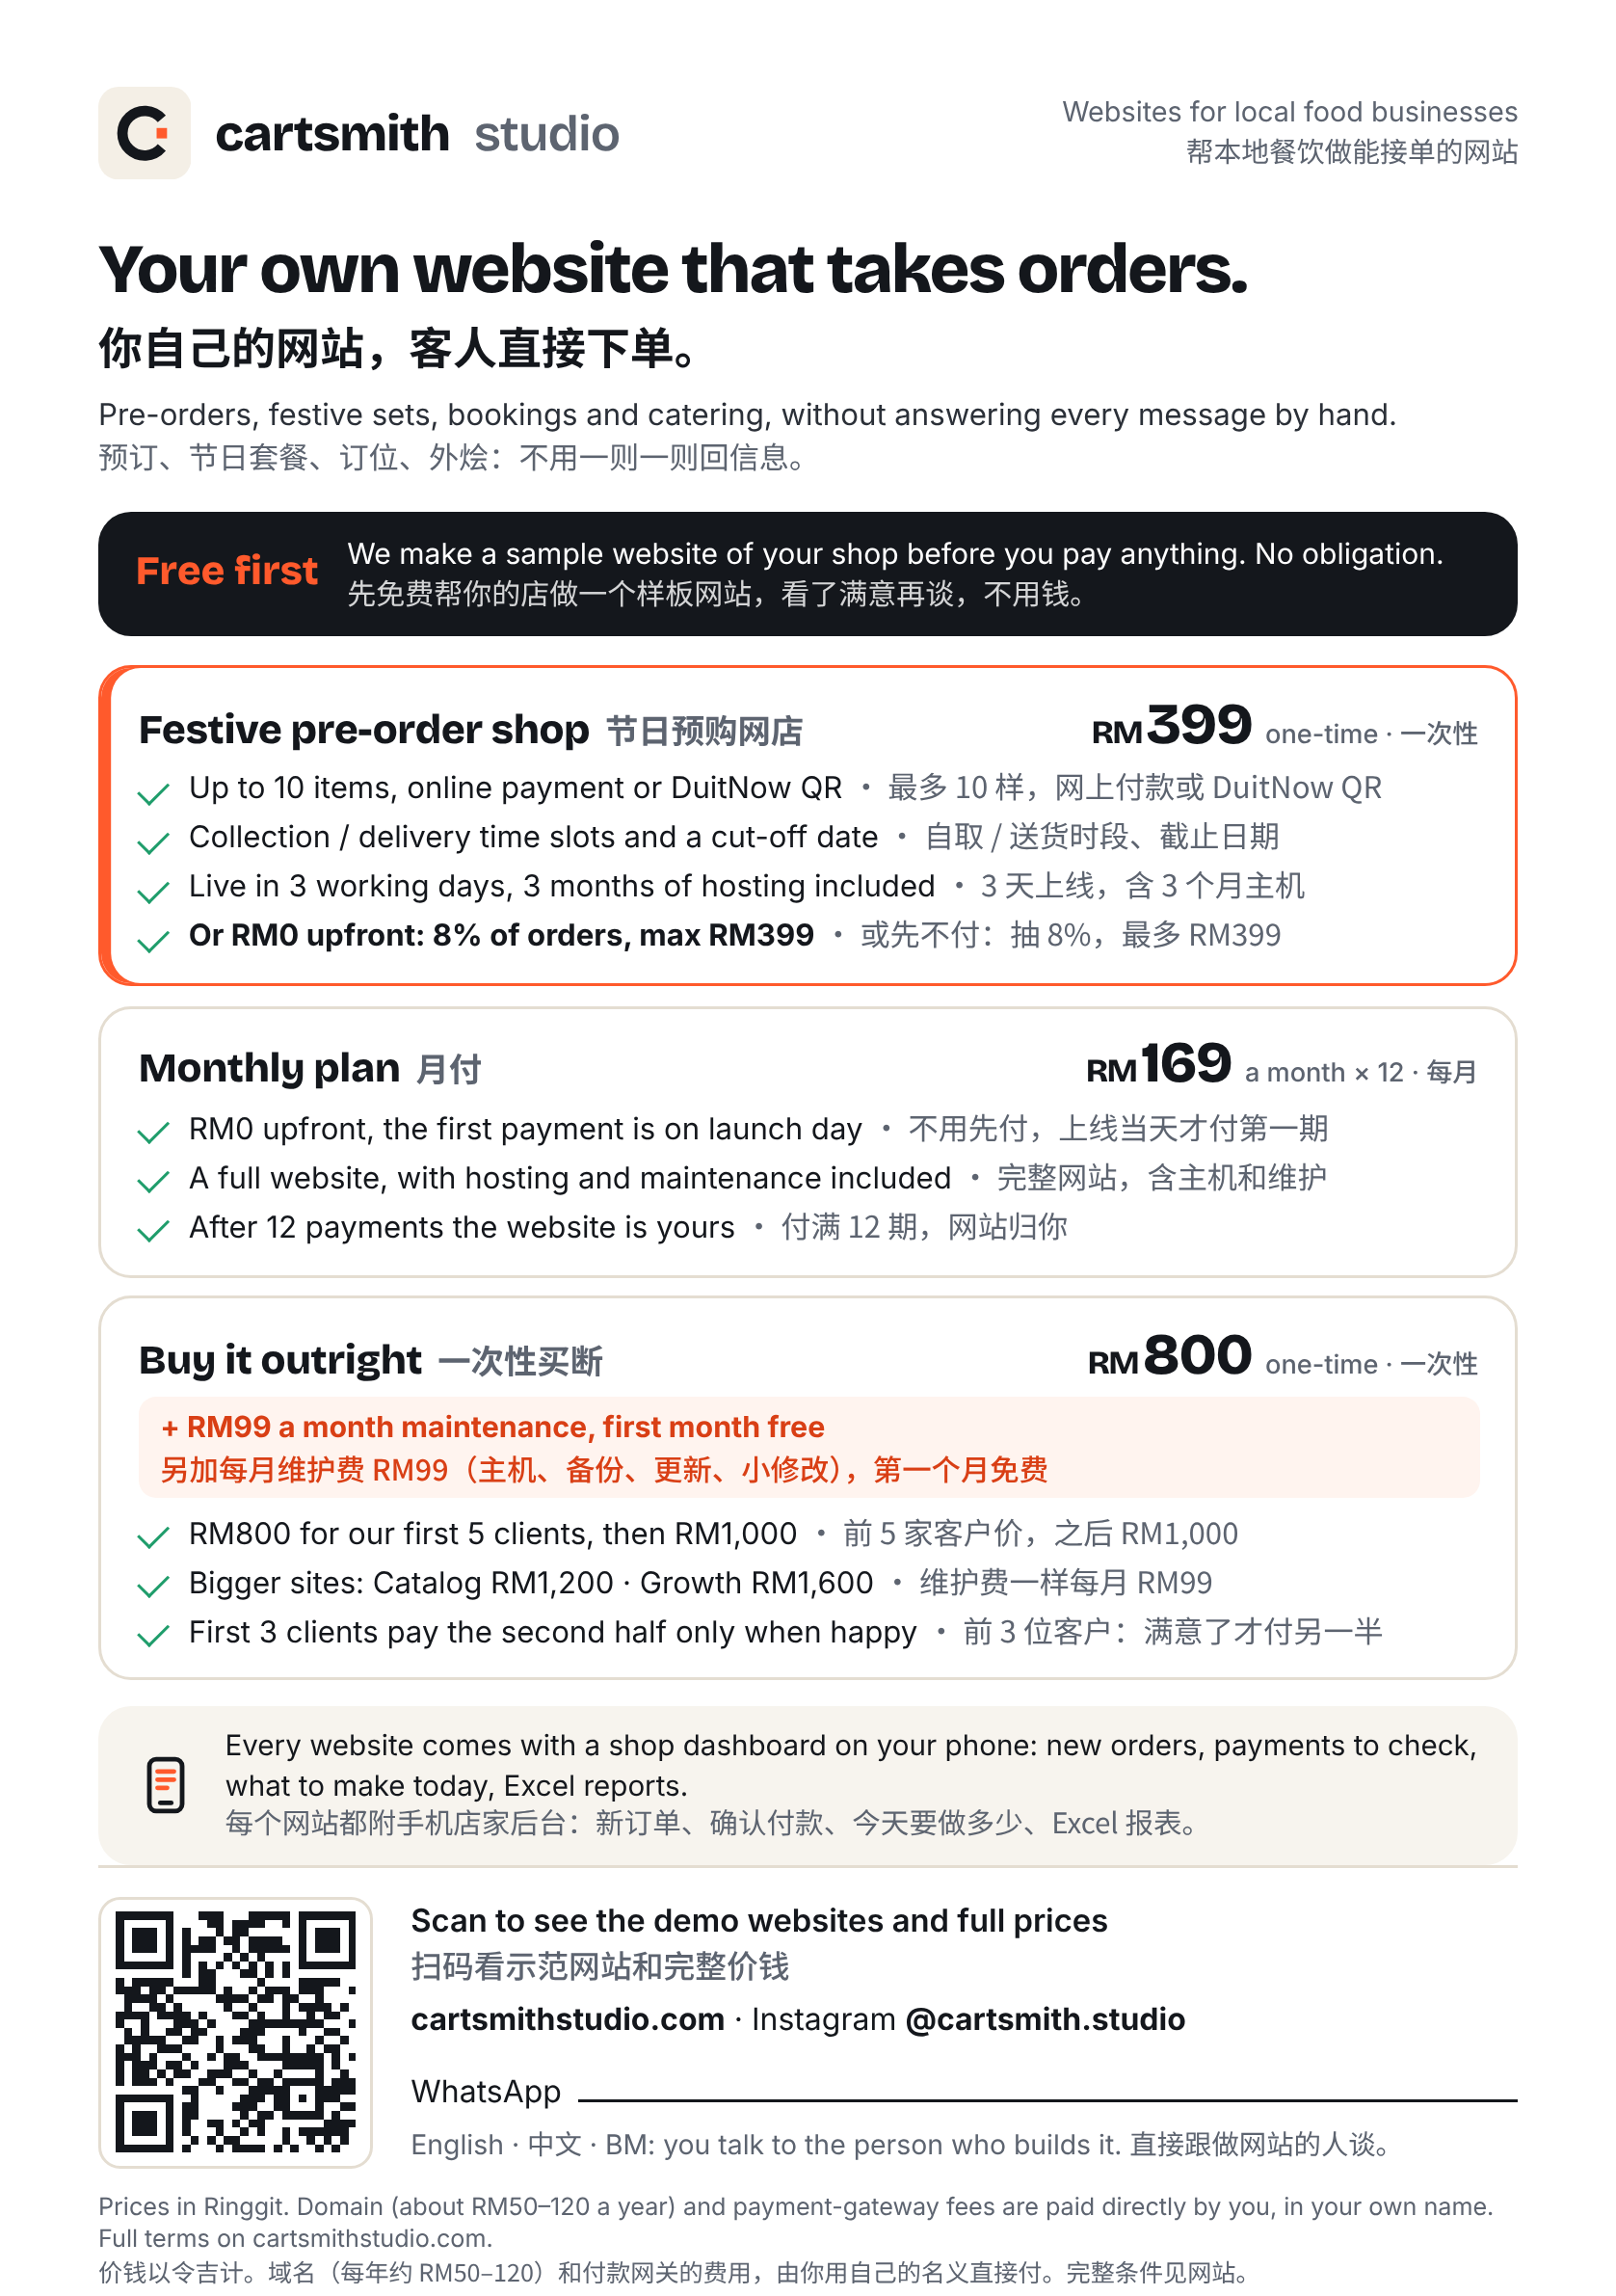 cartsmith studio
Websites for local food businesses
帮本地餐饮做能接单的网站
Your own website that takes orders.
你自己的网站，客人直接下单。
Pre-orders, festive sets, bookings and catering, without answering every message by hand.
预订、节日套餐、订位、外烩：不用一则一则回信息。
Free first
We make a sample website of your shop before you pay anything. No obligation.
先免费帮你的店做一个样板网站，看了满意再谈，不用钱。
Festive pre-order shop 节日预购网店 RM399 one-time · 一次性
Up to 10 items, online payment or DuitNow QR · 最多 10 样，网上付款或 DuitNow QR
Collection / delivery time slots and a cut-off date · 自取 / 送货时段、截止日期
Live in 3 working days, 3 months of hosting included · 3 天上线，含 3 个月主机
Or RM0 upfront: 8% of orders, max RM399 · 或先不付：抽 8%，最多 RM399
Monthly plan 月付 RM169 a month × 12 · 每月
RM0 upfront, the first payment is on launch day · 不用先付，上线当天才付第一期
A full website, with hosting and maintenance included · 完整网站，含主机和维护
After 12 payments the website is yours · 付满 12 期，网站归你
Buy it outright 一次性买断 RM800 one-time · 一次性
+ RM99 a month maintenance, first month free
另加每月维护费 RM99（主机、备份、更新、小修改），第一个月免费
RM800 for our first 5 clients, then RM1,000 · 前 5 家客户价，之后 RM1,000
Bigger sites: Catalog RM1,200 · Growth RM1,600 · 维护费一样每月 RM99
First 3 clients pay the second half only when happy · 前 3 位客户：满意了才付另一半
Every website comes with a shop dashboard on your phone: new orders, payments to check,
what to make today, Excel reports.
每个网站都附手机店家后台：新订单、确认付款、今天要做多少、Excel 报表。
Scan to see the demo websites and full prices
扫码看示范网站和完整价钱
cartsmithstudio.com · Instagram @cartsmith.studio
WhatsApp
English · 中文 · BM: you talk to the person who builds it. 直接跟做网站的人谈。
Prices in Ringgit. Domain (about RM50–120 a year) and payment-gateway fees are paid directly by you, in your own name.
Full terms on cartsmithstudio.com.
价钱以令吉计。域名（每年约 RM50–120）和付款网关的费用，由你用自己的名义直接付。完整条件见网站。